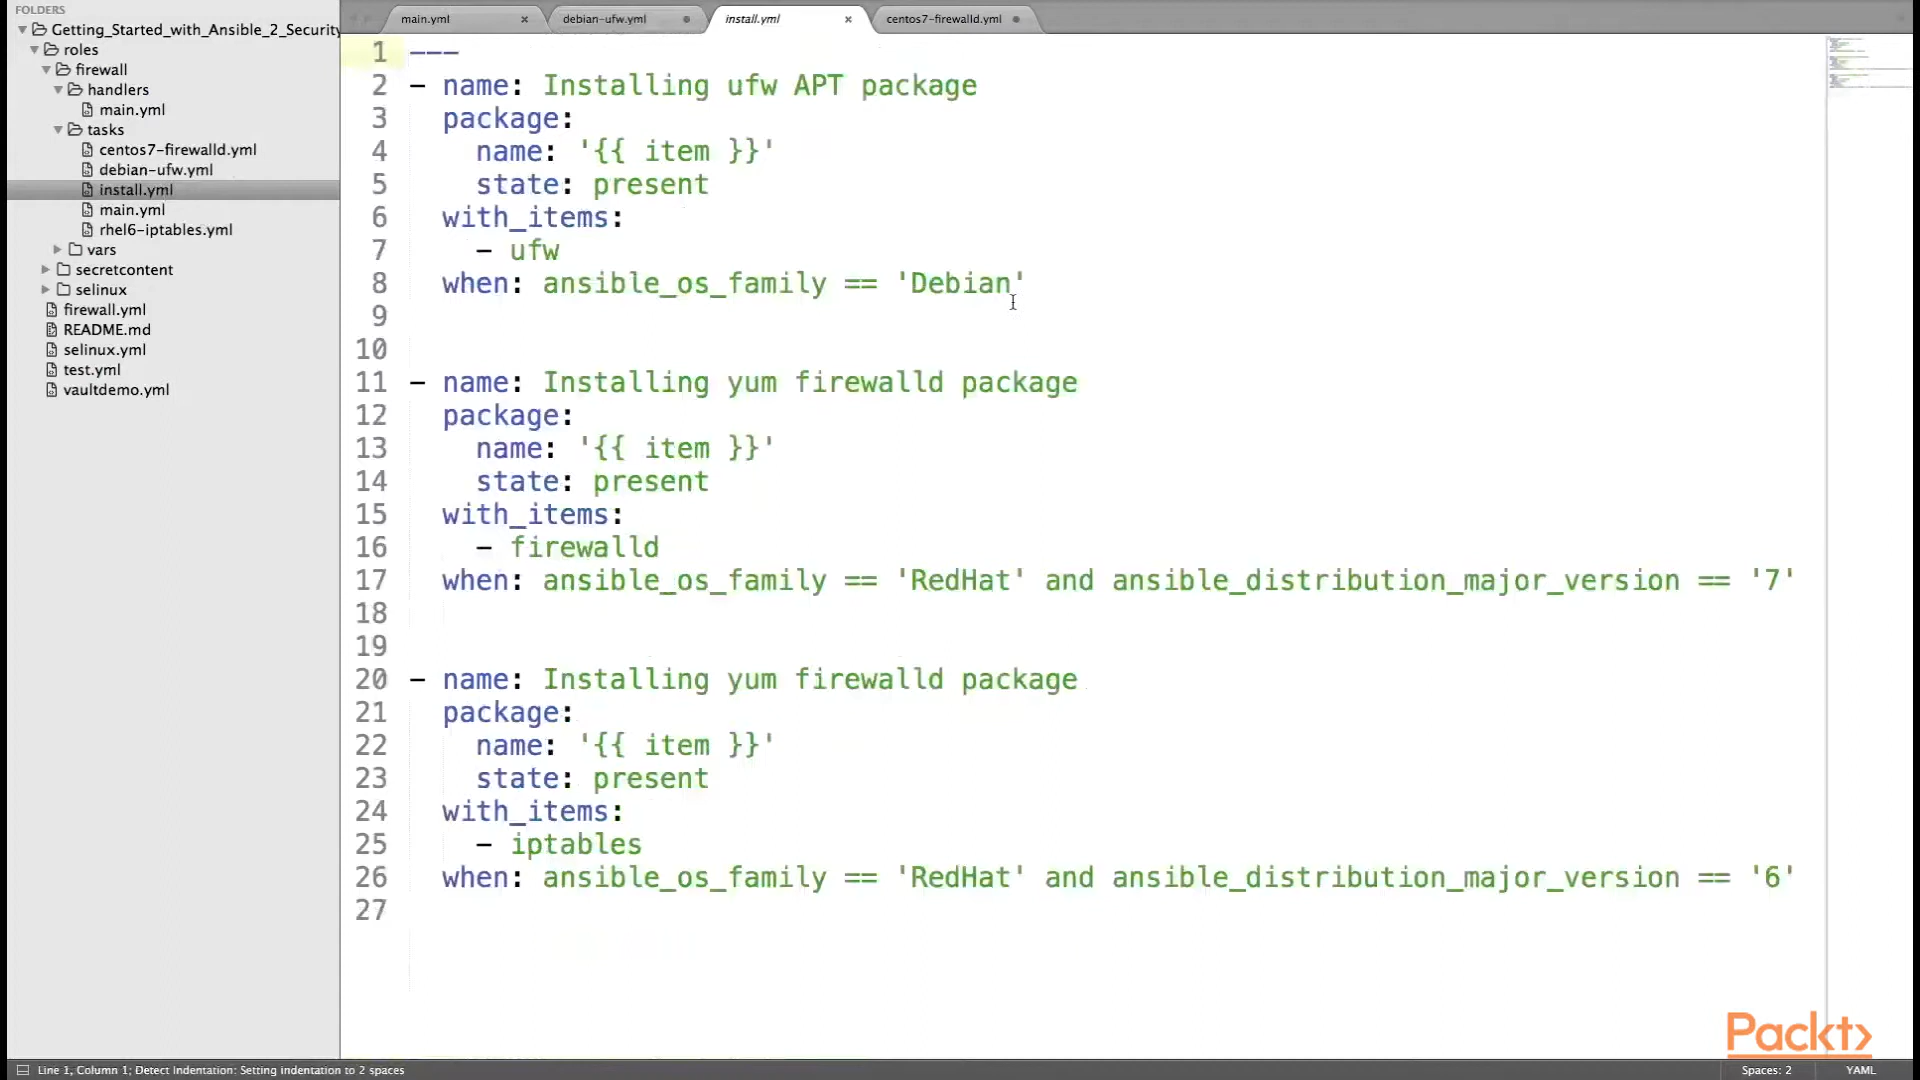 FOLDERS
Getting_Started_with_Ansible_2_Security
roles
firewall
handlers
main.yml
tasks
centos7-firewalld.yml
debian-ufw.yml
install.yml
main.yml
rhel6-iptables.yml
vars
secretcontent
selinux
firewall.yml
README.md
selinux.yml
test.yml
vaultdemo.yml
main.yml × debian-ufw.yml install.yml × centos7-firewalld.yml
1 ---
2 - name: Installing ufw APT package
3 package:
4 name: '{{ item }}'
5 state: present
6 with_items:
7 - ufw
8 when: ansible_os_family == 'Debian'
9
10
11 - name: Installing yum firewalld package
12 package:
13 name: '{{ item }}'
14 state: present
15 with_items:
16 - firewalld
17 when: ansible_os_family == 'RedHat' and ansible_distribution_major_version == '7'
18
19
20 - name: Installing yum firewalld package
21 package:
22 name: '{{ item }}'
23 state: present
24 with_items:
25 - iptables
26 when: ansible_os_family == 'RedHat' and ansible_distribution_major_version == '6'
27
Packt>
Line 1, Column 1; Detect Indentation: Setting indentation to 2 spaces Spaces: 2 YAML